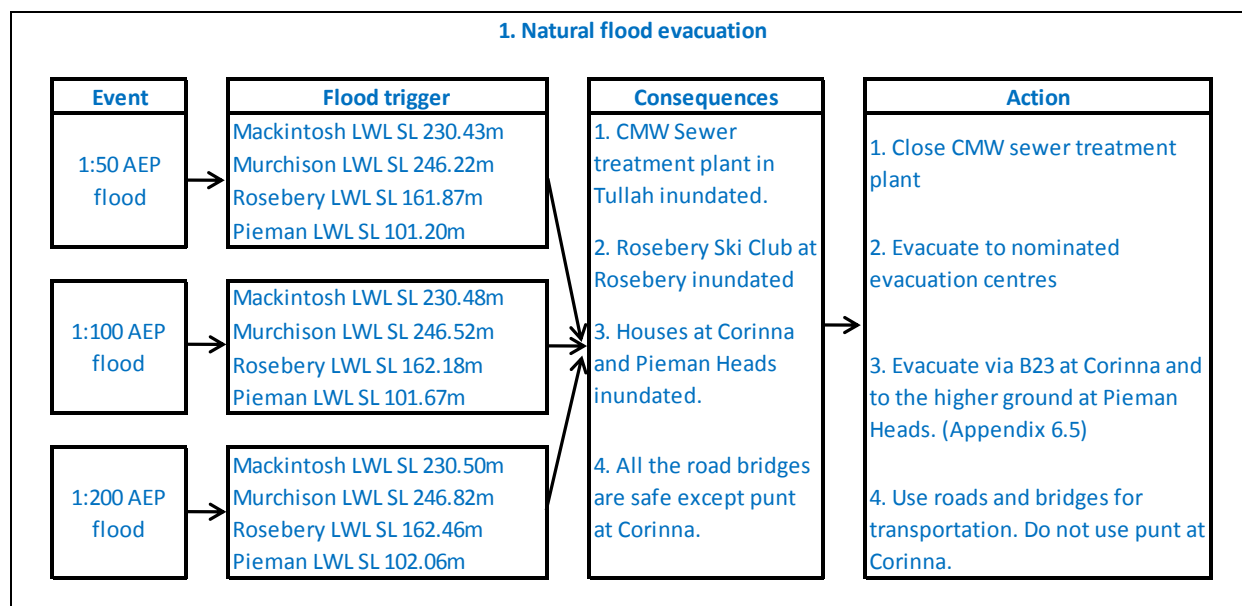 1. Natural flood evacuation
Event
1:50 AEP
flood
1:100 AEP
flood
1:200 AEP
flood
Flood trigger
Mackintosh LWL SL 230.43m
Murchison LWL SL 246.22m
Rosebery LWL SL 161.87m
Pieman LWL SL 101.20m
Mackintosh LWL SL 230.48m
Murchison LWL SL 246.52m
Rosebery LWL SL 162.18m
Pieman LWL SL 101.67m
Mackintosh LWL SL 230.50m
Murchison LWL SL 246.82m
Rosebery LWL SL 162.46m
Pieman LWL SL 102.06m
Consequences
1. CMW Sewer
treatment plant in
Tullah inundated.
2. Rosebery Ski Club at
Rosebery inundated
3. Houses at Corinna
and Pieman Heads
inundated.
4. All the road bridges
are safe except punt
at Corinna.
Action
1. Close CMW sewer treatment
plant
2. Evacuate to nominated
evacuation centres
3. Evacuate via B23 at Corinna and
to the higher ground at Pieman
Heads. (Appendix 6.5)
4. Use roads and bridges for
transportation. Do not use punt at
Corinna.